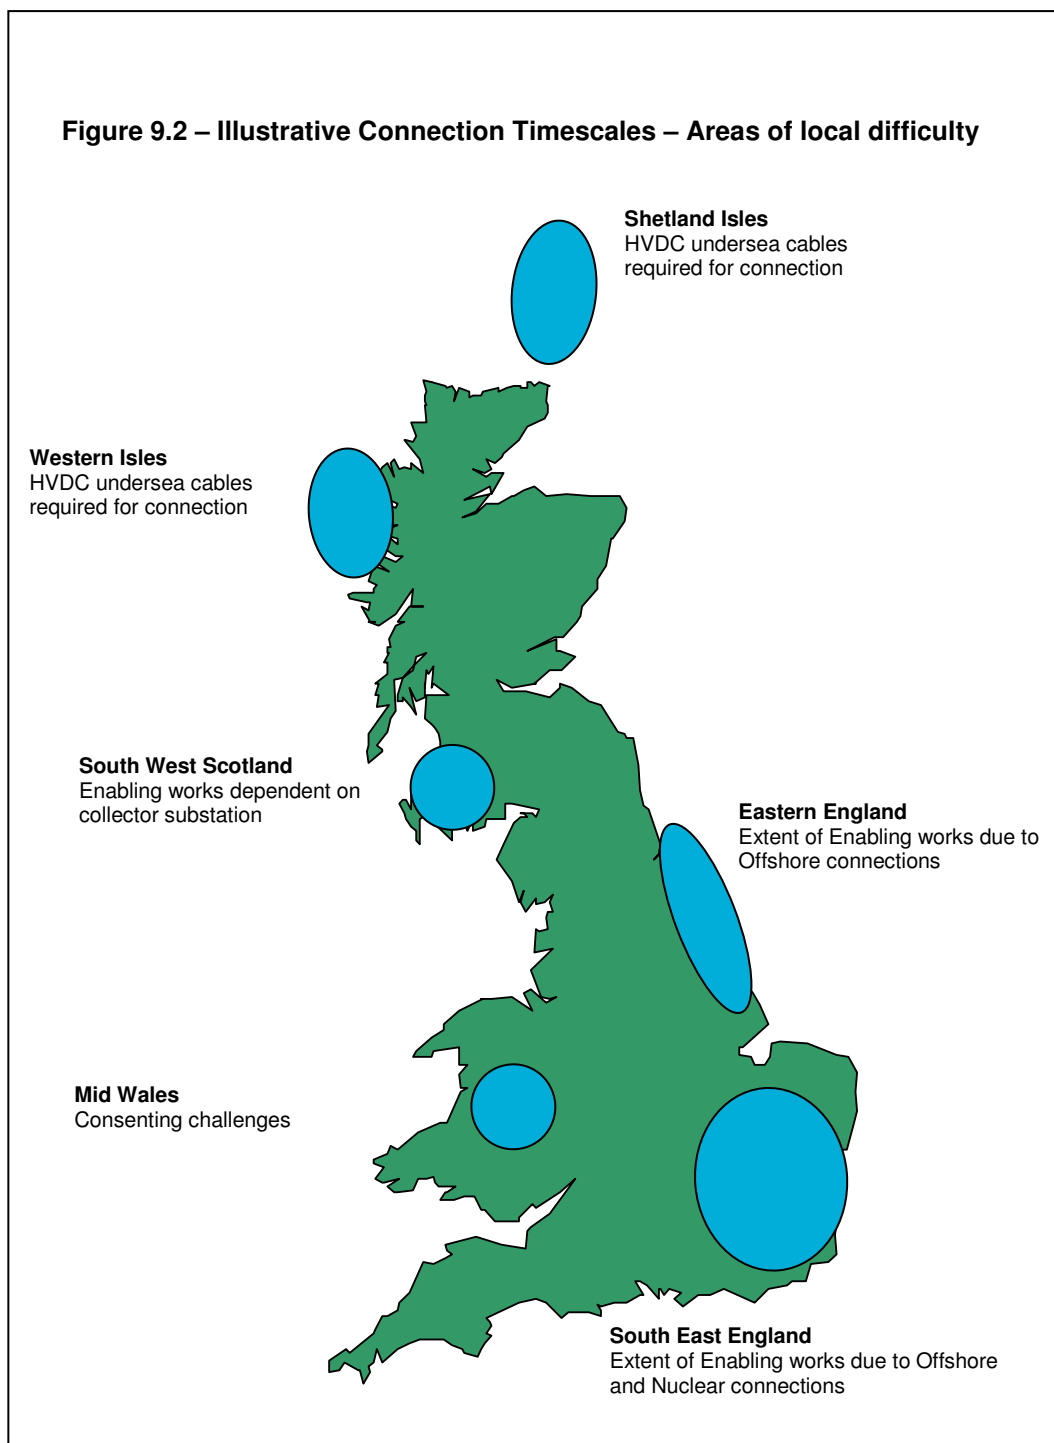 Figure 9.2 – Illustrative Connection Timescales – Areas of local difficulty
Shetland Isles
HVDC undersea cables
required for connection
Western Isles
HVDC undersea cables
required for connection
South West Scotland
Enabling works dependent on
collector substation
Eastern England
Extent of Enabling works due to
Offshore connections
Mid Wales
Consenting challenges
South East England
Extent of Enabling works due to Offshore
and Nuclear connections